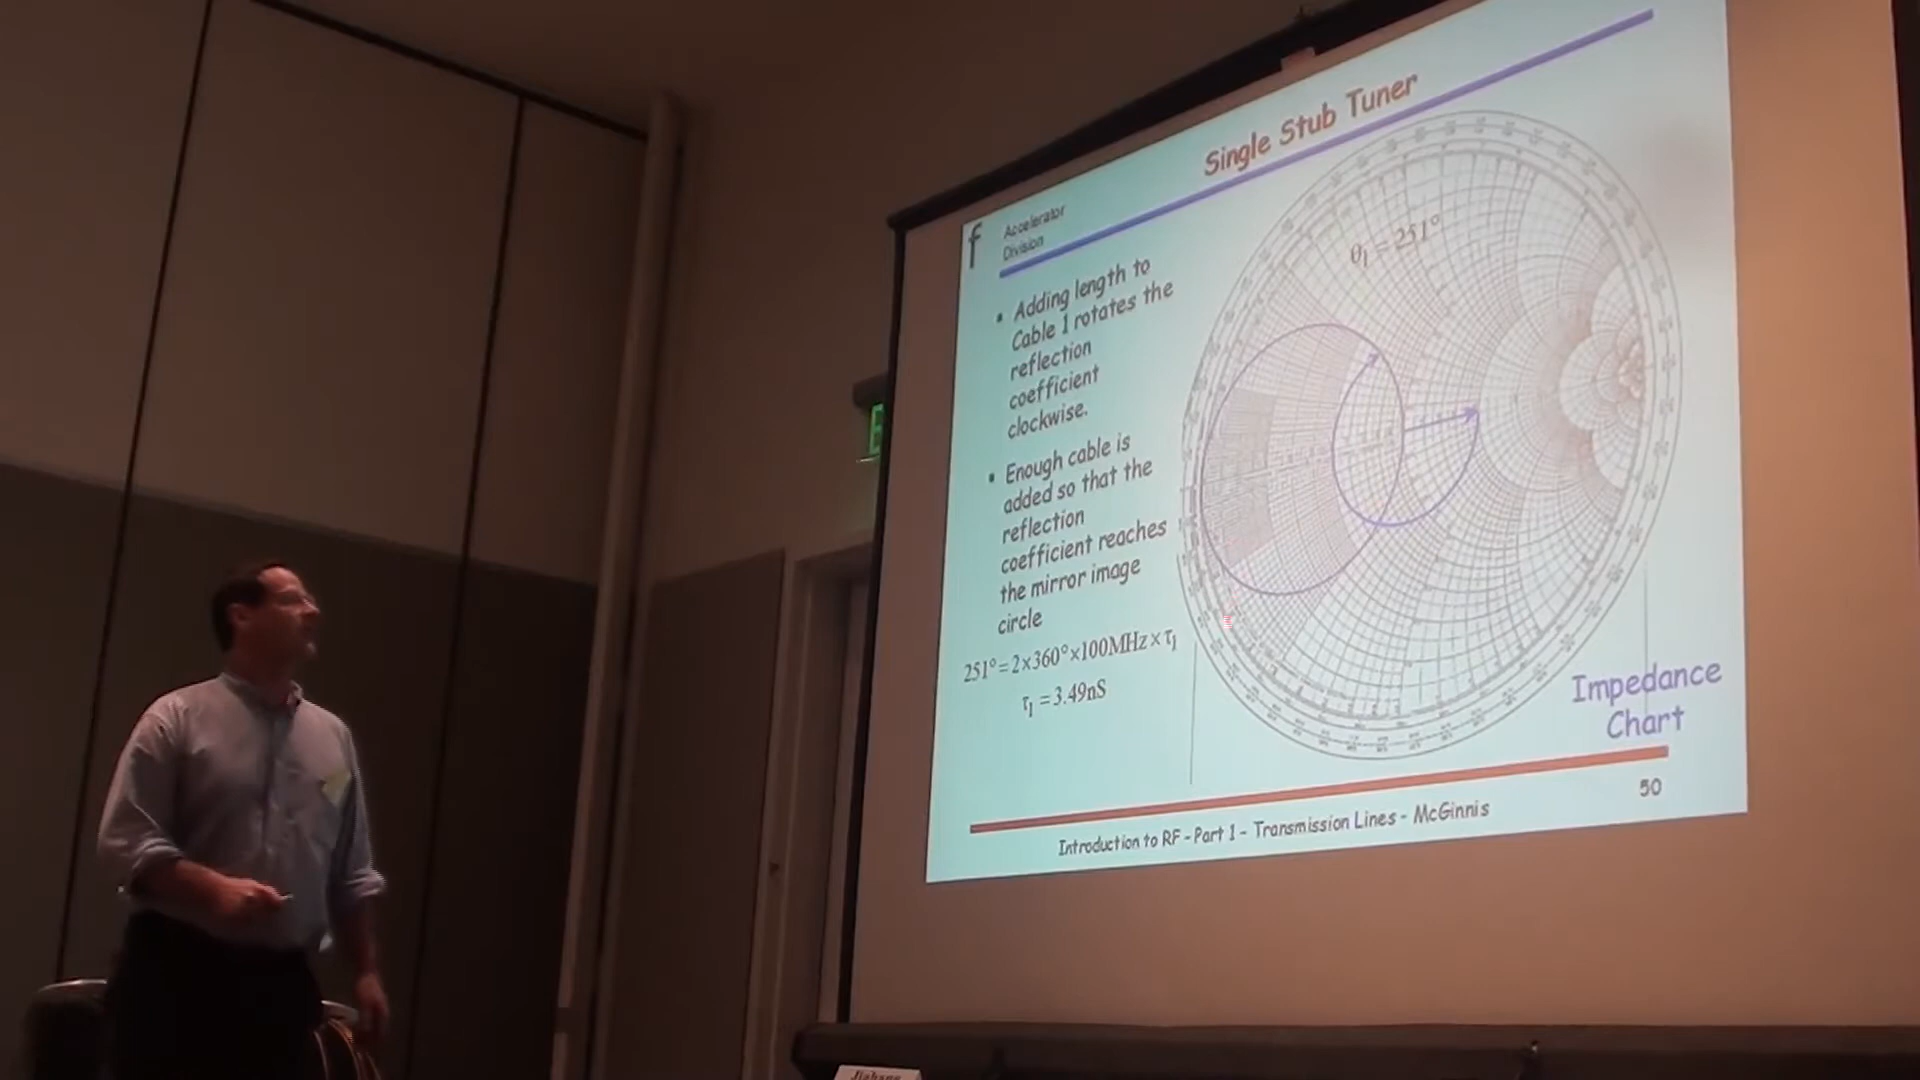 Single Stub Tuner
f
Accelerator
Division
θ1 = 251°
• Adding length to
Cable 1 rotates the
reflection
coefficient
clockwise.
• Enough cable is
added so that the
reflection
coefficient reaches
the mirror image
circle
251°=2×360°×100MHz×τ1
τ1 =3.49nS
Impedance
Chart
50
Introduction to RF - Part 1 - Transmission Lines - McGinnis
E